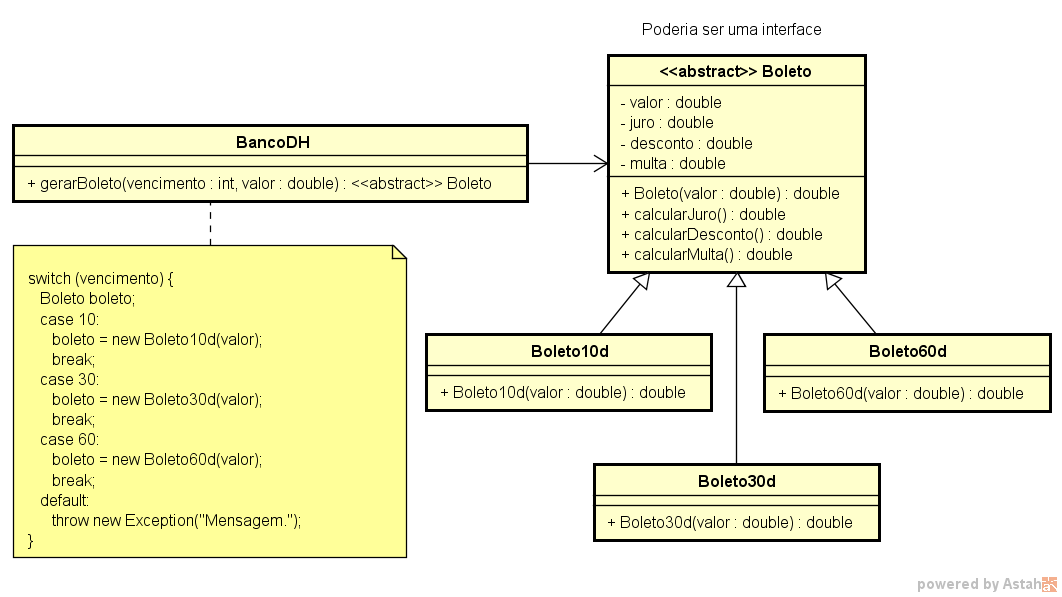 Poderia ser uma interface
<<abstract>> Boleto
- valor : double
- juro : double
- desconto : double
- multa : double
+ Boleto(valor : double) : double
+ calcularJuro() : double
+ calcularDesconto() : double
+ calcularMulta() : double
BancoDH
+ gerarBoleto(vencimento : int, valor : double) : <<abstract>> Boleto
switch (vencimento) {
Boleto boleto;
case 10:
boleto = new Boleto10d(valor);
break;
case 30:
boleto = new Boleto30d(valor);
break;
case 60:
boleto = new Boleto60d(valor);
break;
default:
throw new Exception("Mensagem.");
}
Boleto10d
+ Boleto10d(valor : double) : double
Boleto60d
+ Boleto60d(valor : double) : double
Boleto30d
+ Boleto30d(valor : double) : double
powered by Astah